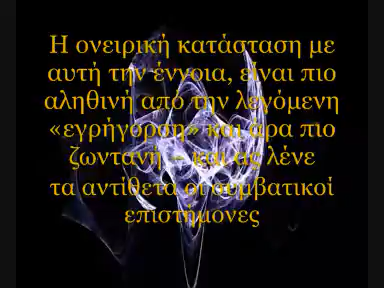 Η ονειρική κατάσταση με
αυτή την έννοια, είναι πιο
αληθινή από την λεγόμενη
«εγρήγορση» και άρα πιο
ζωντανή – και ας λένε
τα αντίθετα οι συμβατικοί
επιστήμονες